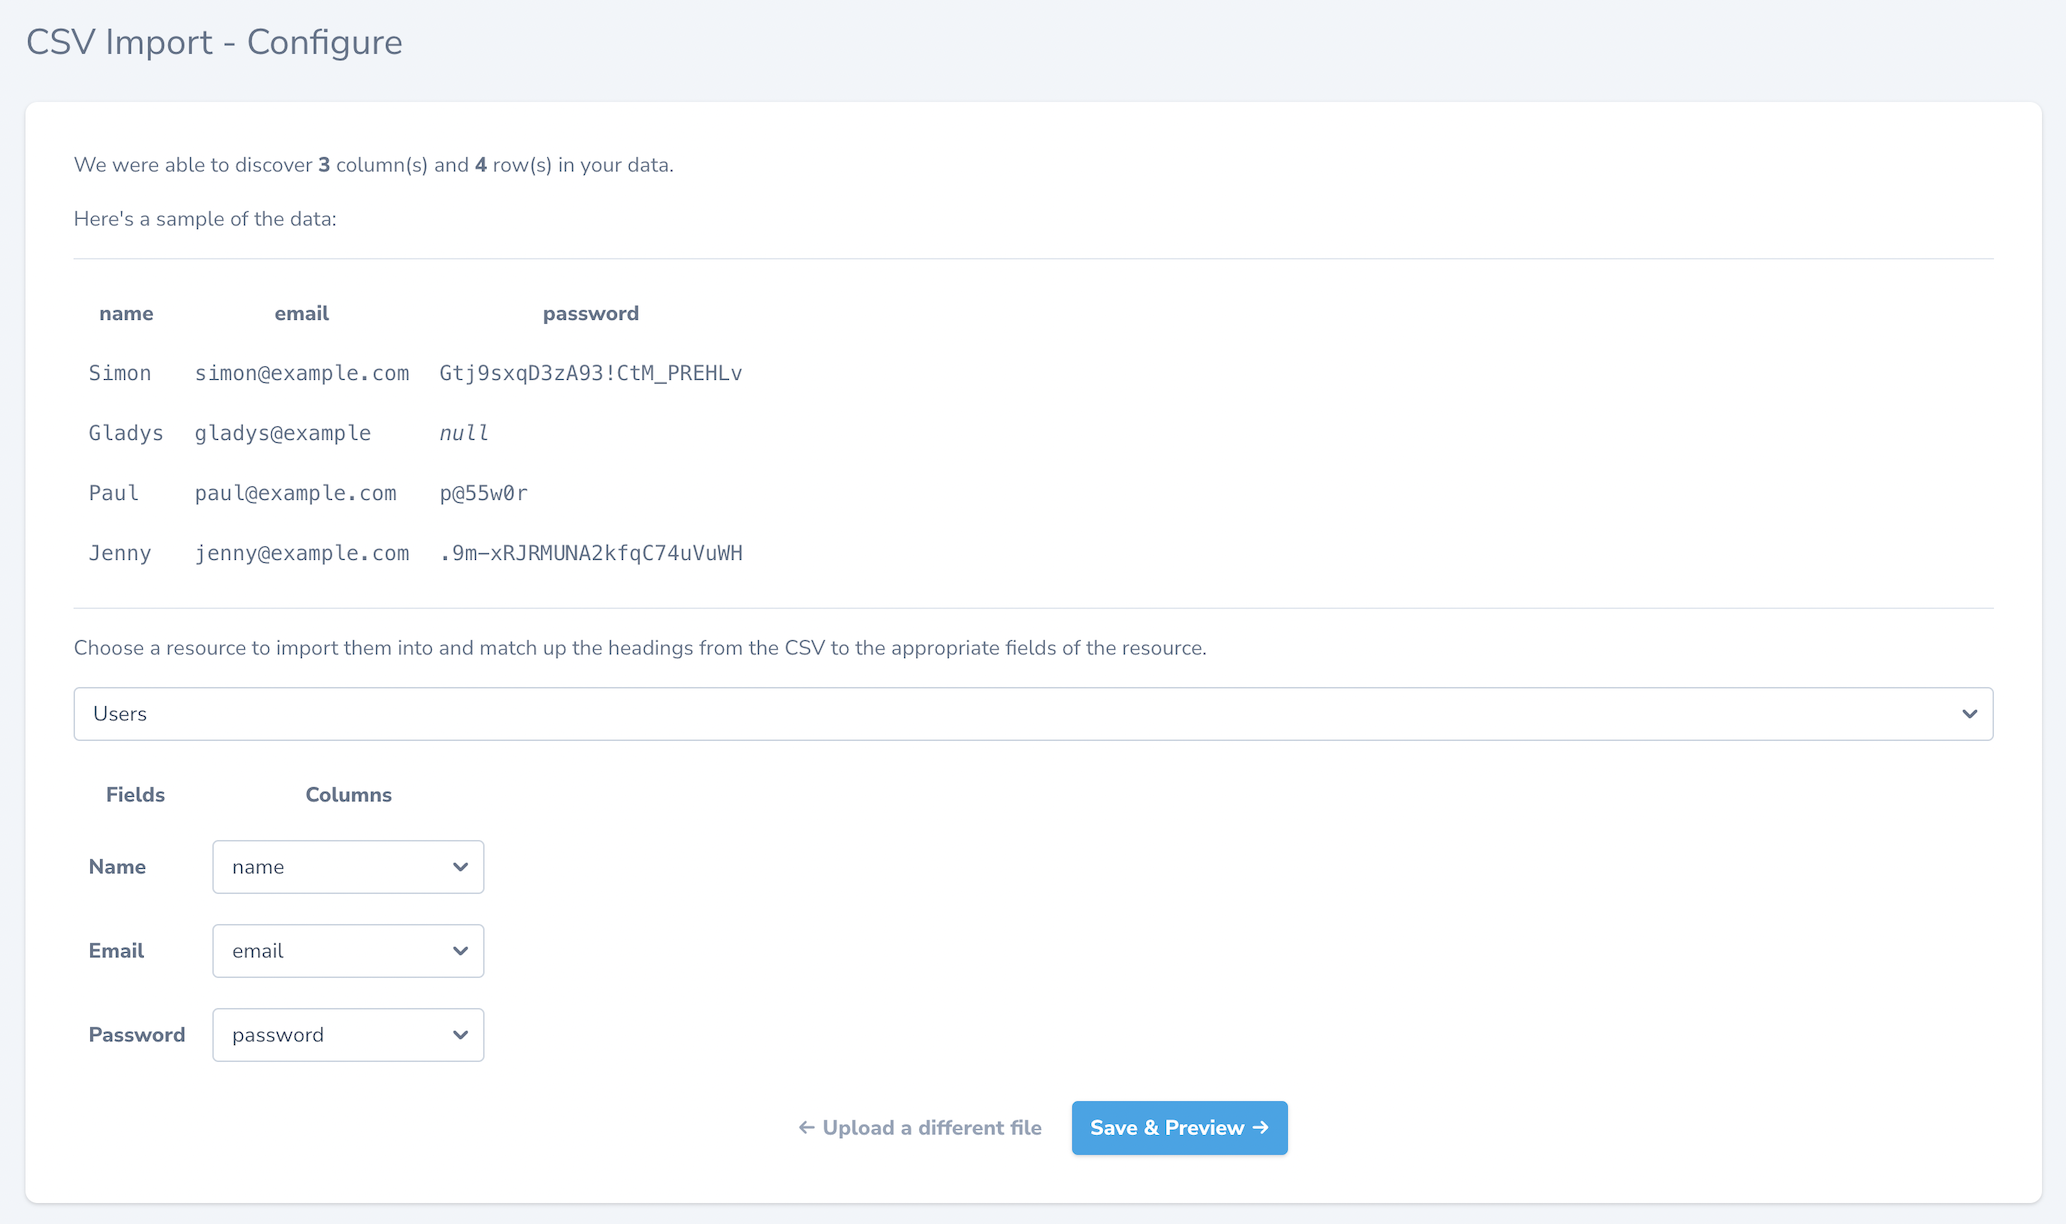 CSV Import - Configure
We were able to discover 3 column(s) and 4 row(s) in your data.
Here's a sample of the data:
name email password
Simon simon@example.com Gtj9sxqD3zA93!CtM_PREHLv
Gladys gladys@example null
Paul paul@example.com p@55w0r
Jenny jenny@example.com .9m-xRJRMUNA2kfqC74uVuWH
Choose a resource to import them into and match up the headings from the CSV to the appropriate fields of the resource.
Users
Fields Columns
Name name
Email email
Password password
← Upload a different file Save & Preview →